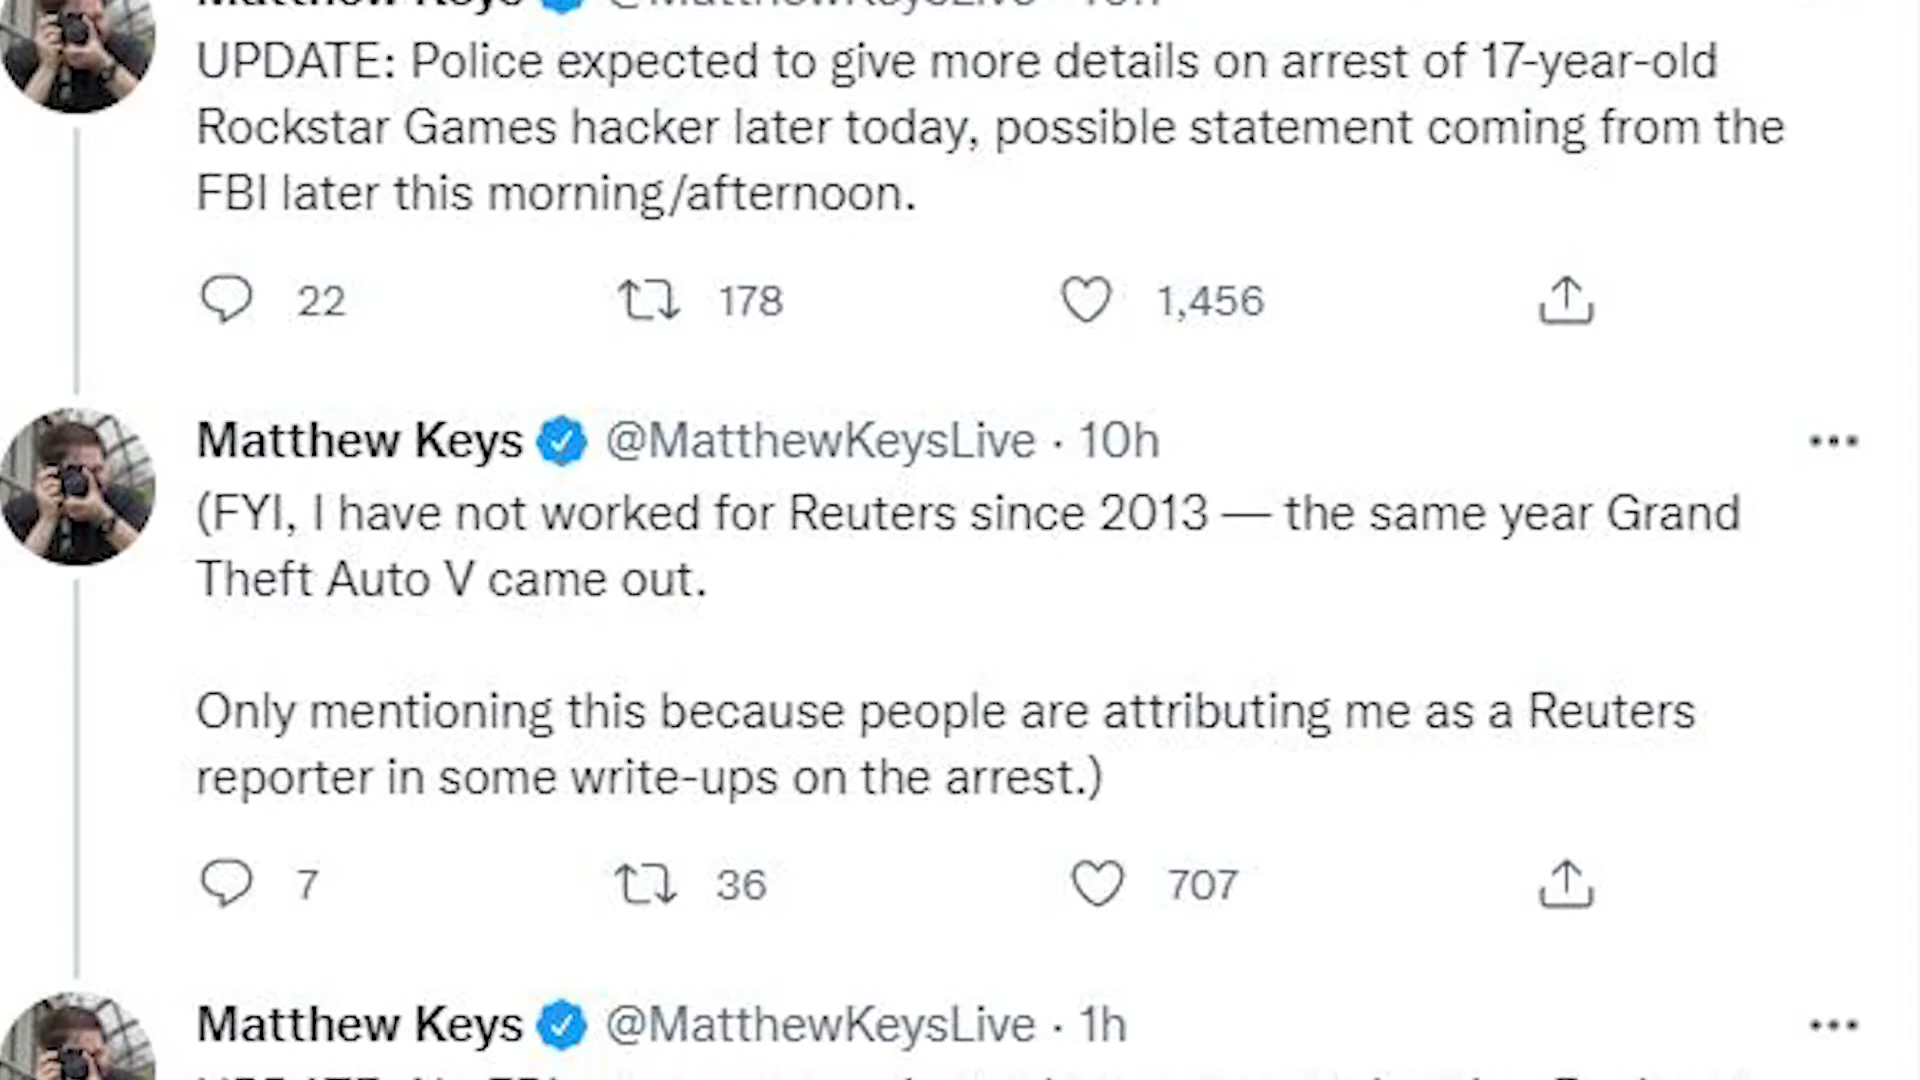 Matthew Keys @MatthewKeysLive · 10h
UPDATE: Police expected to give more details on arrest of 17-year-old
Rockstar Games hacker later today, possible statement coming from the
FBI later this morning/afternoon.
22 178 1,456
Matthew Keys @MatthewKeysLive · 10h
(FYI, I have not worked for Reuters since 2013 — the same year Grand
Theft Auto V came out.
Only mentioning this because people are attributing me as a Reuters
reporter in some write-ups on the arrest.)
7 36 707
Matthew Keys @MatthewKeysLive · 1h